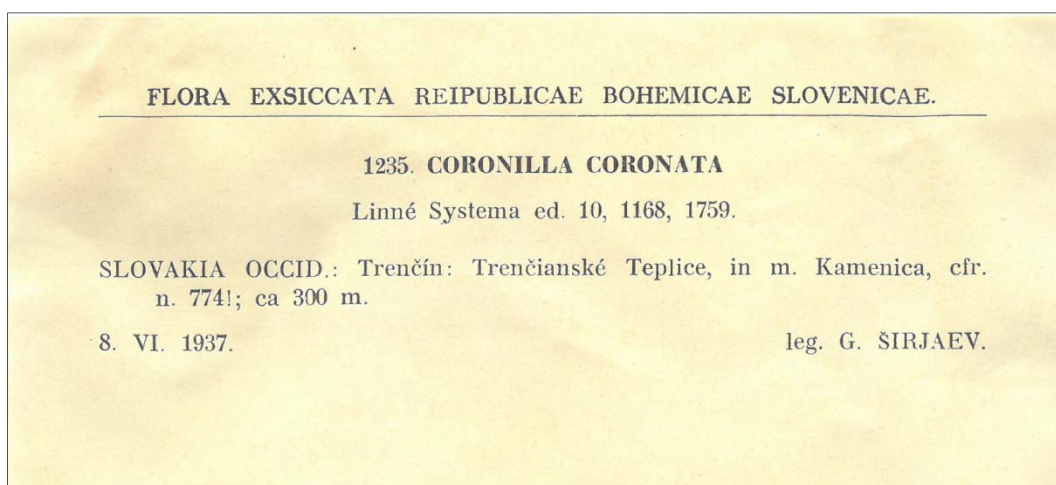 FLORA EXSICCATA REIPUBLICAE BOHEMICAE SLOVENICAE.
1235. CORONILLA CORONATA
Linné Systema ed. 10, 1168, 1759.
SLOVAKIA OCCID.: Trenčín: Trenčianské Teplice, in m. Kamenica, cfr.
n. 774!; ca 300 m.
8. VI. 1937. leg. G. ŠIRJAEV.